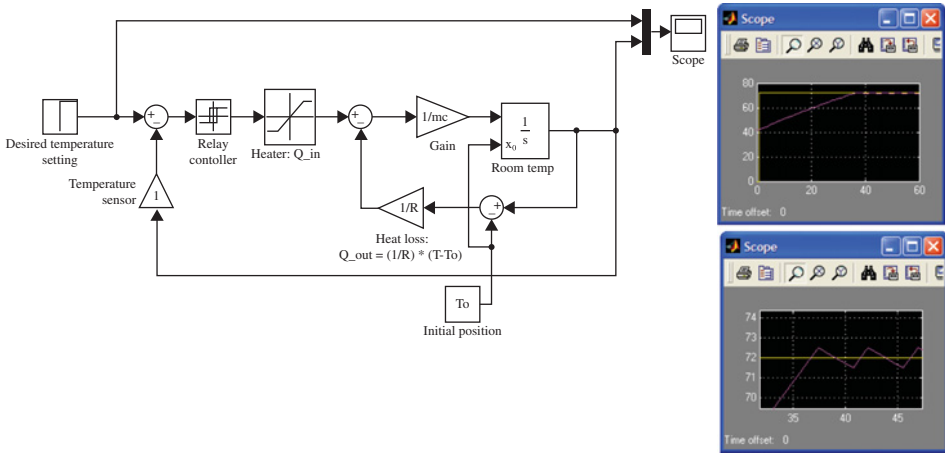 Desired temperature
setting
+
−
Relay
contoller
Heater: Q_in
+
−
1/mc
Gain
1
s
x0
Room temp
Scope
Temperature
sensor
1
1/R
+
−
Heat loss:
Q_out = (1/R) * (T-To)
To
Initial position
Scope
80
60
40
20
0
0 20 40 60
Time offset: 0
Scope
74
73
72
71
70
35 40 45
Time offset: 0